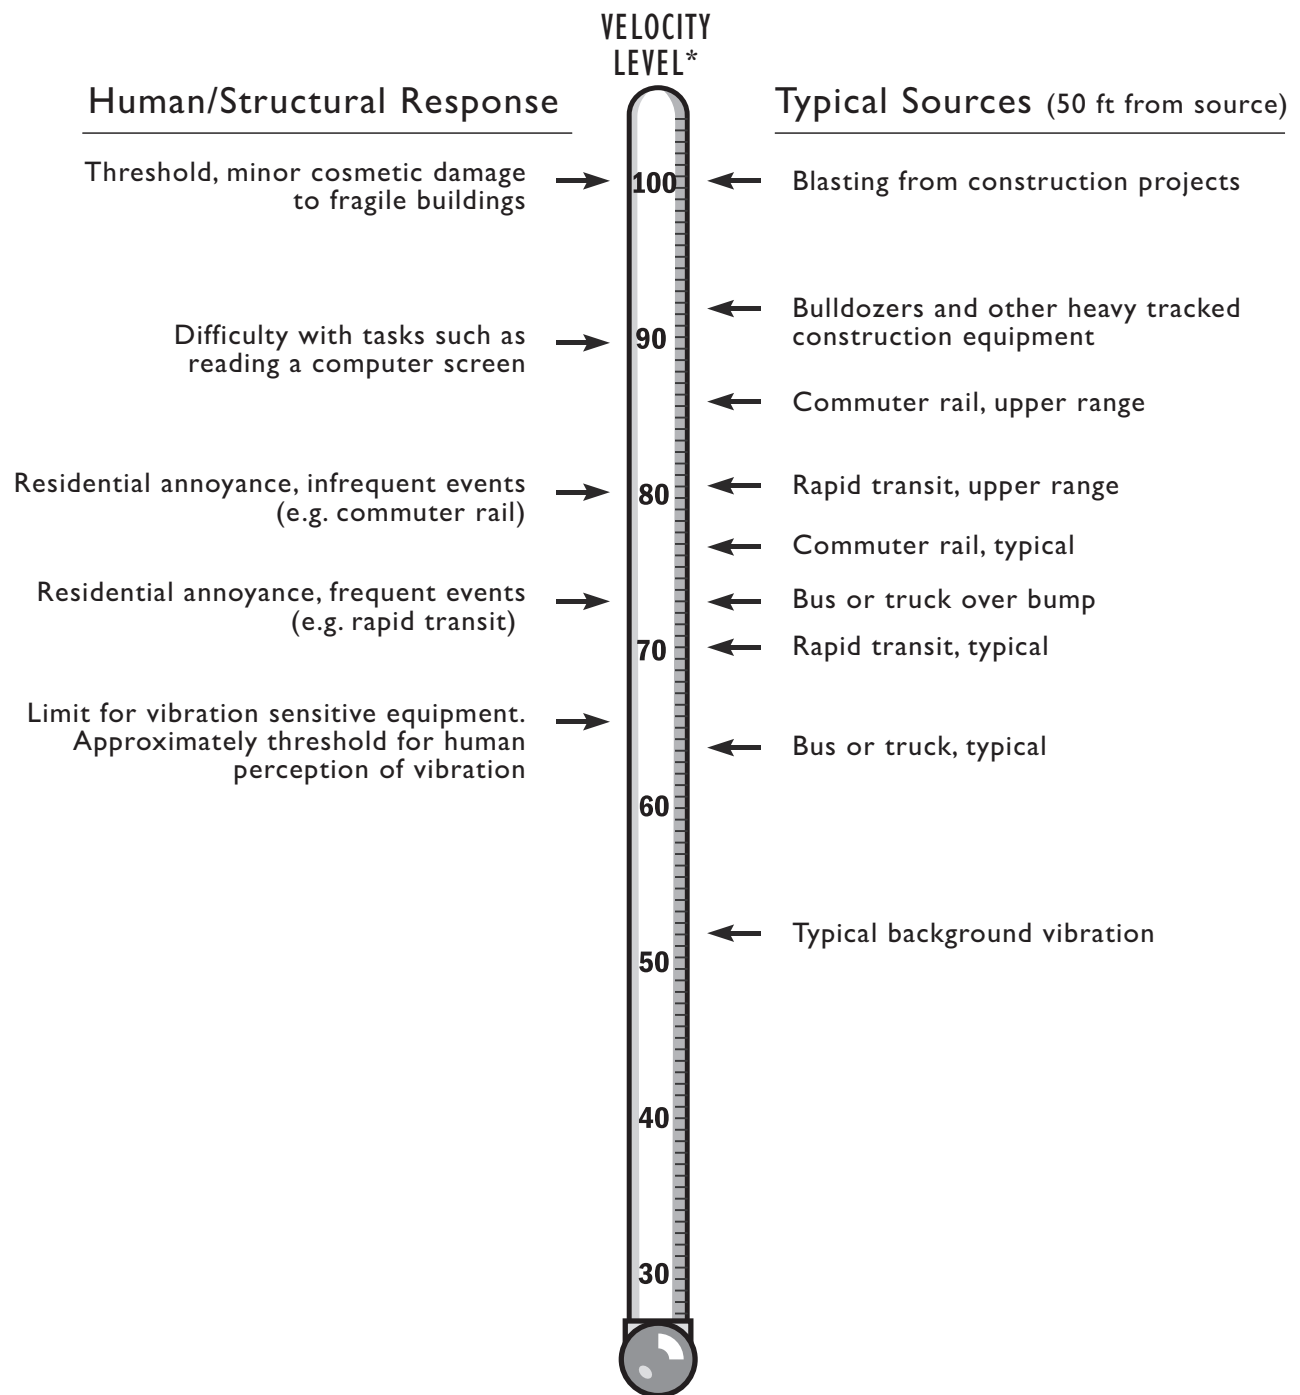 VELOCITY
LEVEL*
Human/Structural Response
Typical Sources (50 ft from source)
Threshold, minor cosmetic damage
to fragile buildings
100
Blasting from construction projects
Bulldozers and other heavy tracked
construction equipment
Difficulty with tasks such as
reading a computer screen
90
Commuter rail, upper range
Residential annoyance, infrequent events
(e.g. commuter rail)
80
Rapid transit, upper range
Commuter rail, typical
Residential annoyance, frequent events
(e.g. rapid transit)
Bus or truck over bump
70
Rapid transit, typical
Limit for vibration sensitive equipment.
Approximately threshold for human
perception of vibration
Bus or truck, typical
60
Typical background vibration
50
40
30